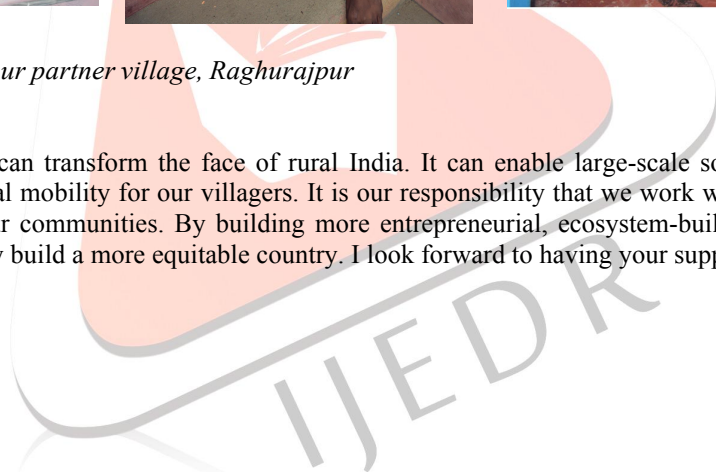 ur partner village, Raghurajpur
can transform the face of rural India. It can enable large-scale so
al mobility for our villagers. It is our responsibility that we work w
r communities. By building more entrepreneurial, ecosystem-buil
y build a more equitable country. I look forward to having your supp
IJEDR